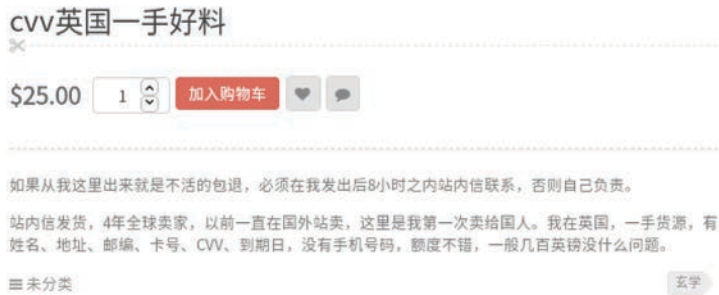 cvv英国一手好料
$25.00 1 加入购物车
如果从我这里出来就是不活的包退，必须在我发出后8小时之内站内信联系，否则自己负责。
站内信发货，4年全球卖家，以前一直在国外站卖，这里是我第一次卖给国人。我在英国，一手货源，有
姓名、地址、邮编、卡号、CVV、到期日，没有手机号码，额度不错，一般几百英镑没什么问题。
未分类 玄学